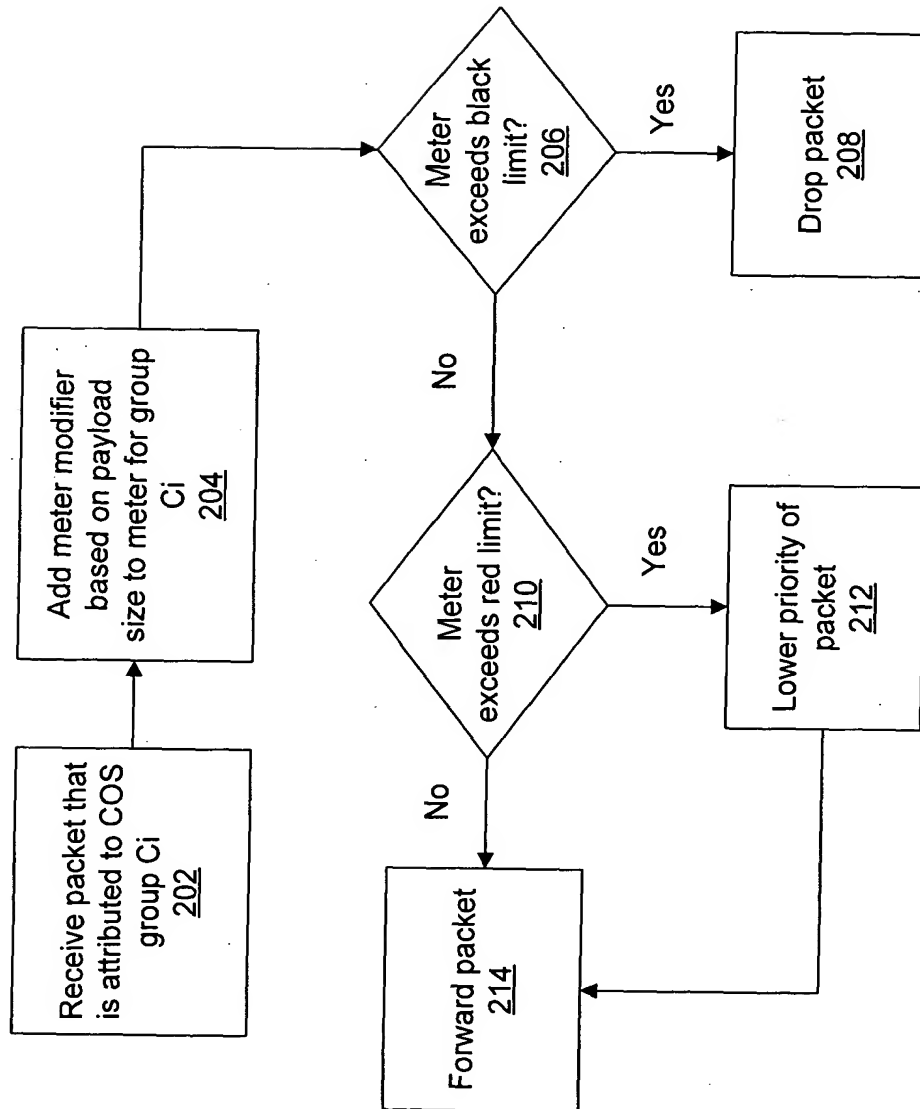 Receive packet that
is attributed to COS
group Ci
202
Add meter modifier
based on payload
size to meter for group
Ci
204
Meter
exceeds black
limit?
206
Yes
Drop packet
208
No
Meter
exceeds red limit?
210
Yes
Lower priority of
packet
212
No
Forward packet
214